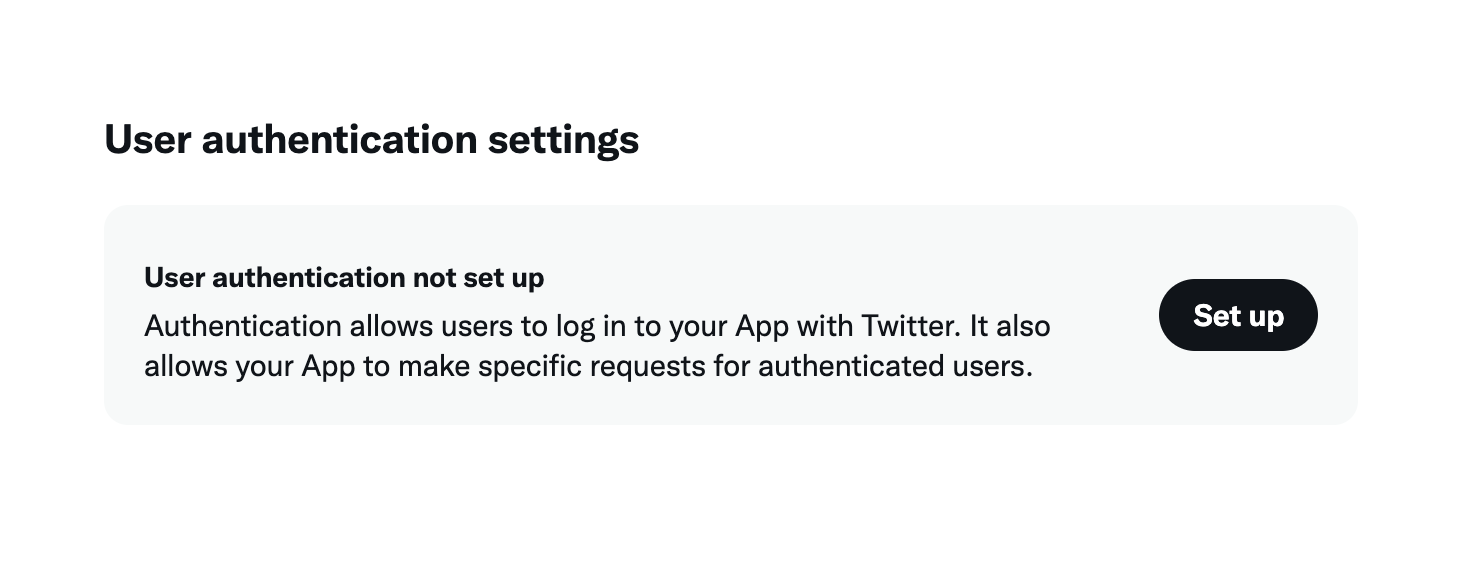 User authentication settings
User authentication not set up
Authentication allows users to log in to your App with Twitter. It also
allows your App to make specific requests for authenticated users.
Set up